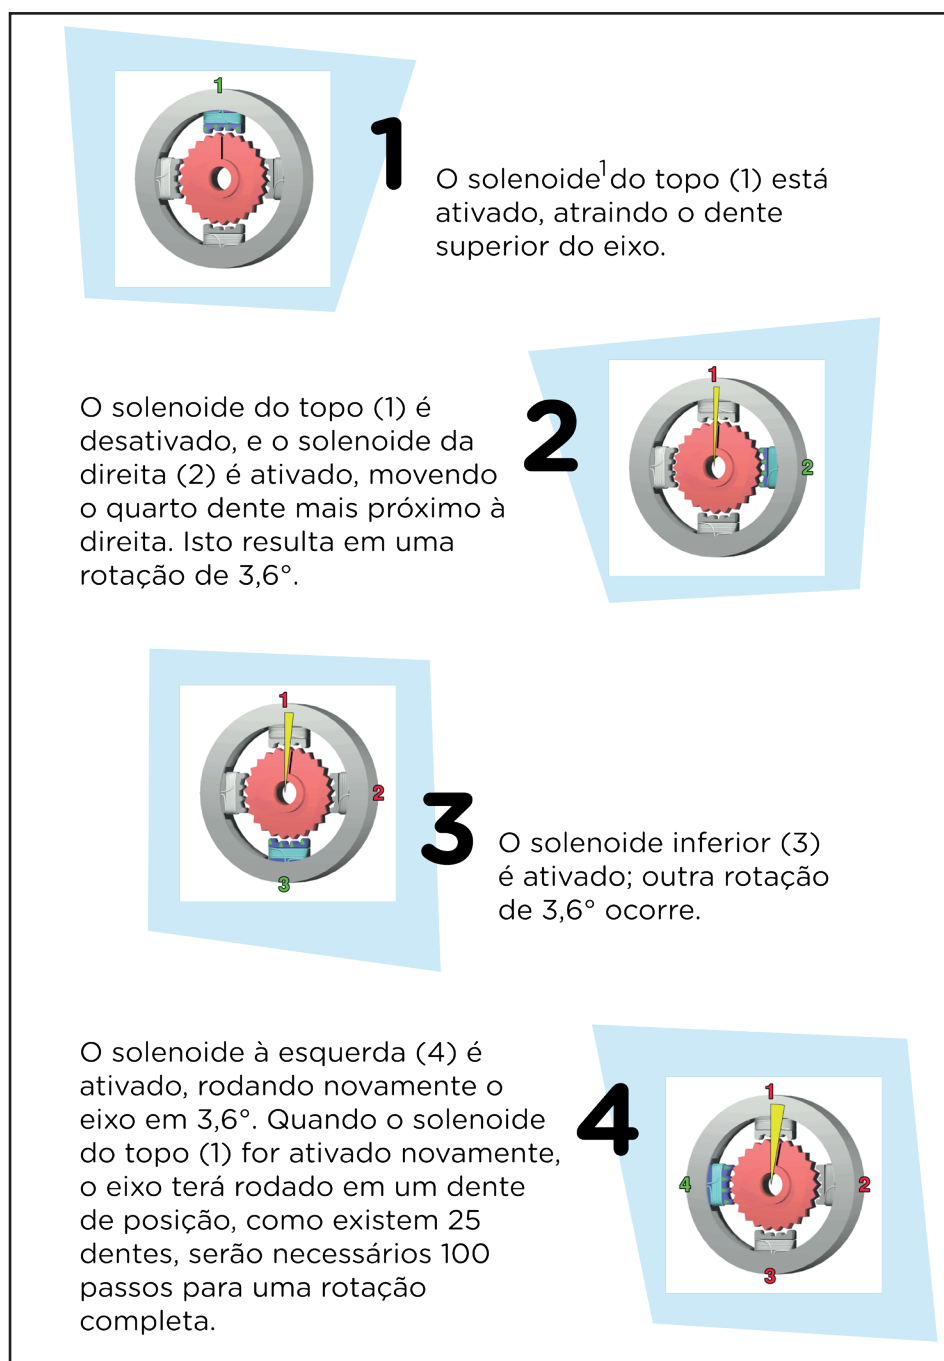 1
1
O solenoide¹ do topo (1) está
ativado, atraindo o dente
superior do eixo.
O solenoide do topo (1) é
desativado, e o solenoide da
direita (2) é ativado, movendo
o quarto dente mais próximo à
direita. Isto resulta em uma
rotação de 3,6°.
2
1
2
1
2
3
3
O solenoide inferior (3)
é ativado; outra rotação
de 3,6° ocorre.
O solenoide à esquerda (4) é
ativado, rodando novamente o
eixo em 3,6°. Quando o solenoide
do topo (1) for ativado novamente,
o eixo terá rodado em um dente
de posição, como existem 25
dentes, serão necessários 100
passos para uma rotação
completa.
4
1
4
2
3